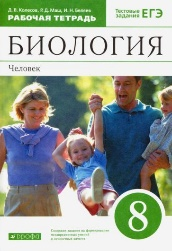 Д. В. Колесов, Р. Д. Маш, И. Н. Беляев
РАБОЧАЯ ТЕТРАДЬ
Тестовые задания ЕГЭ
БИОЛОГИЯ
Человек
8
ДРОФА